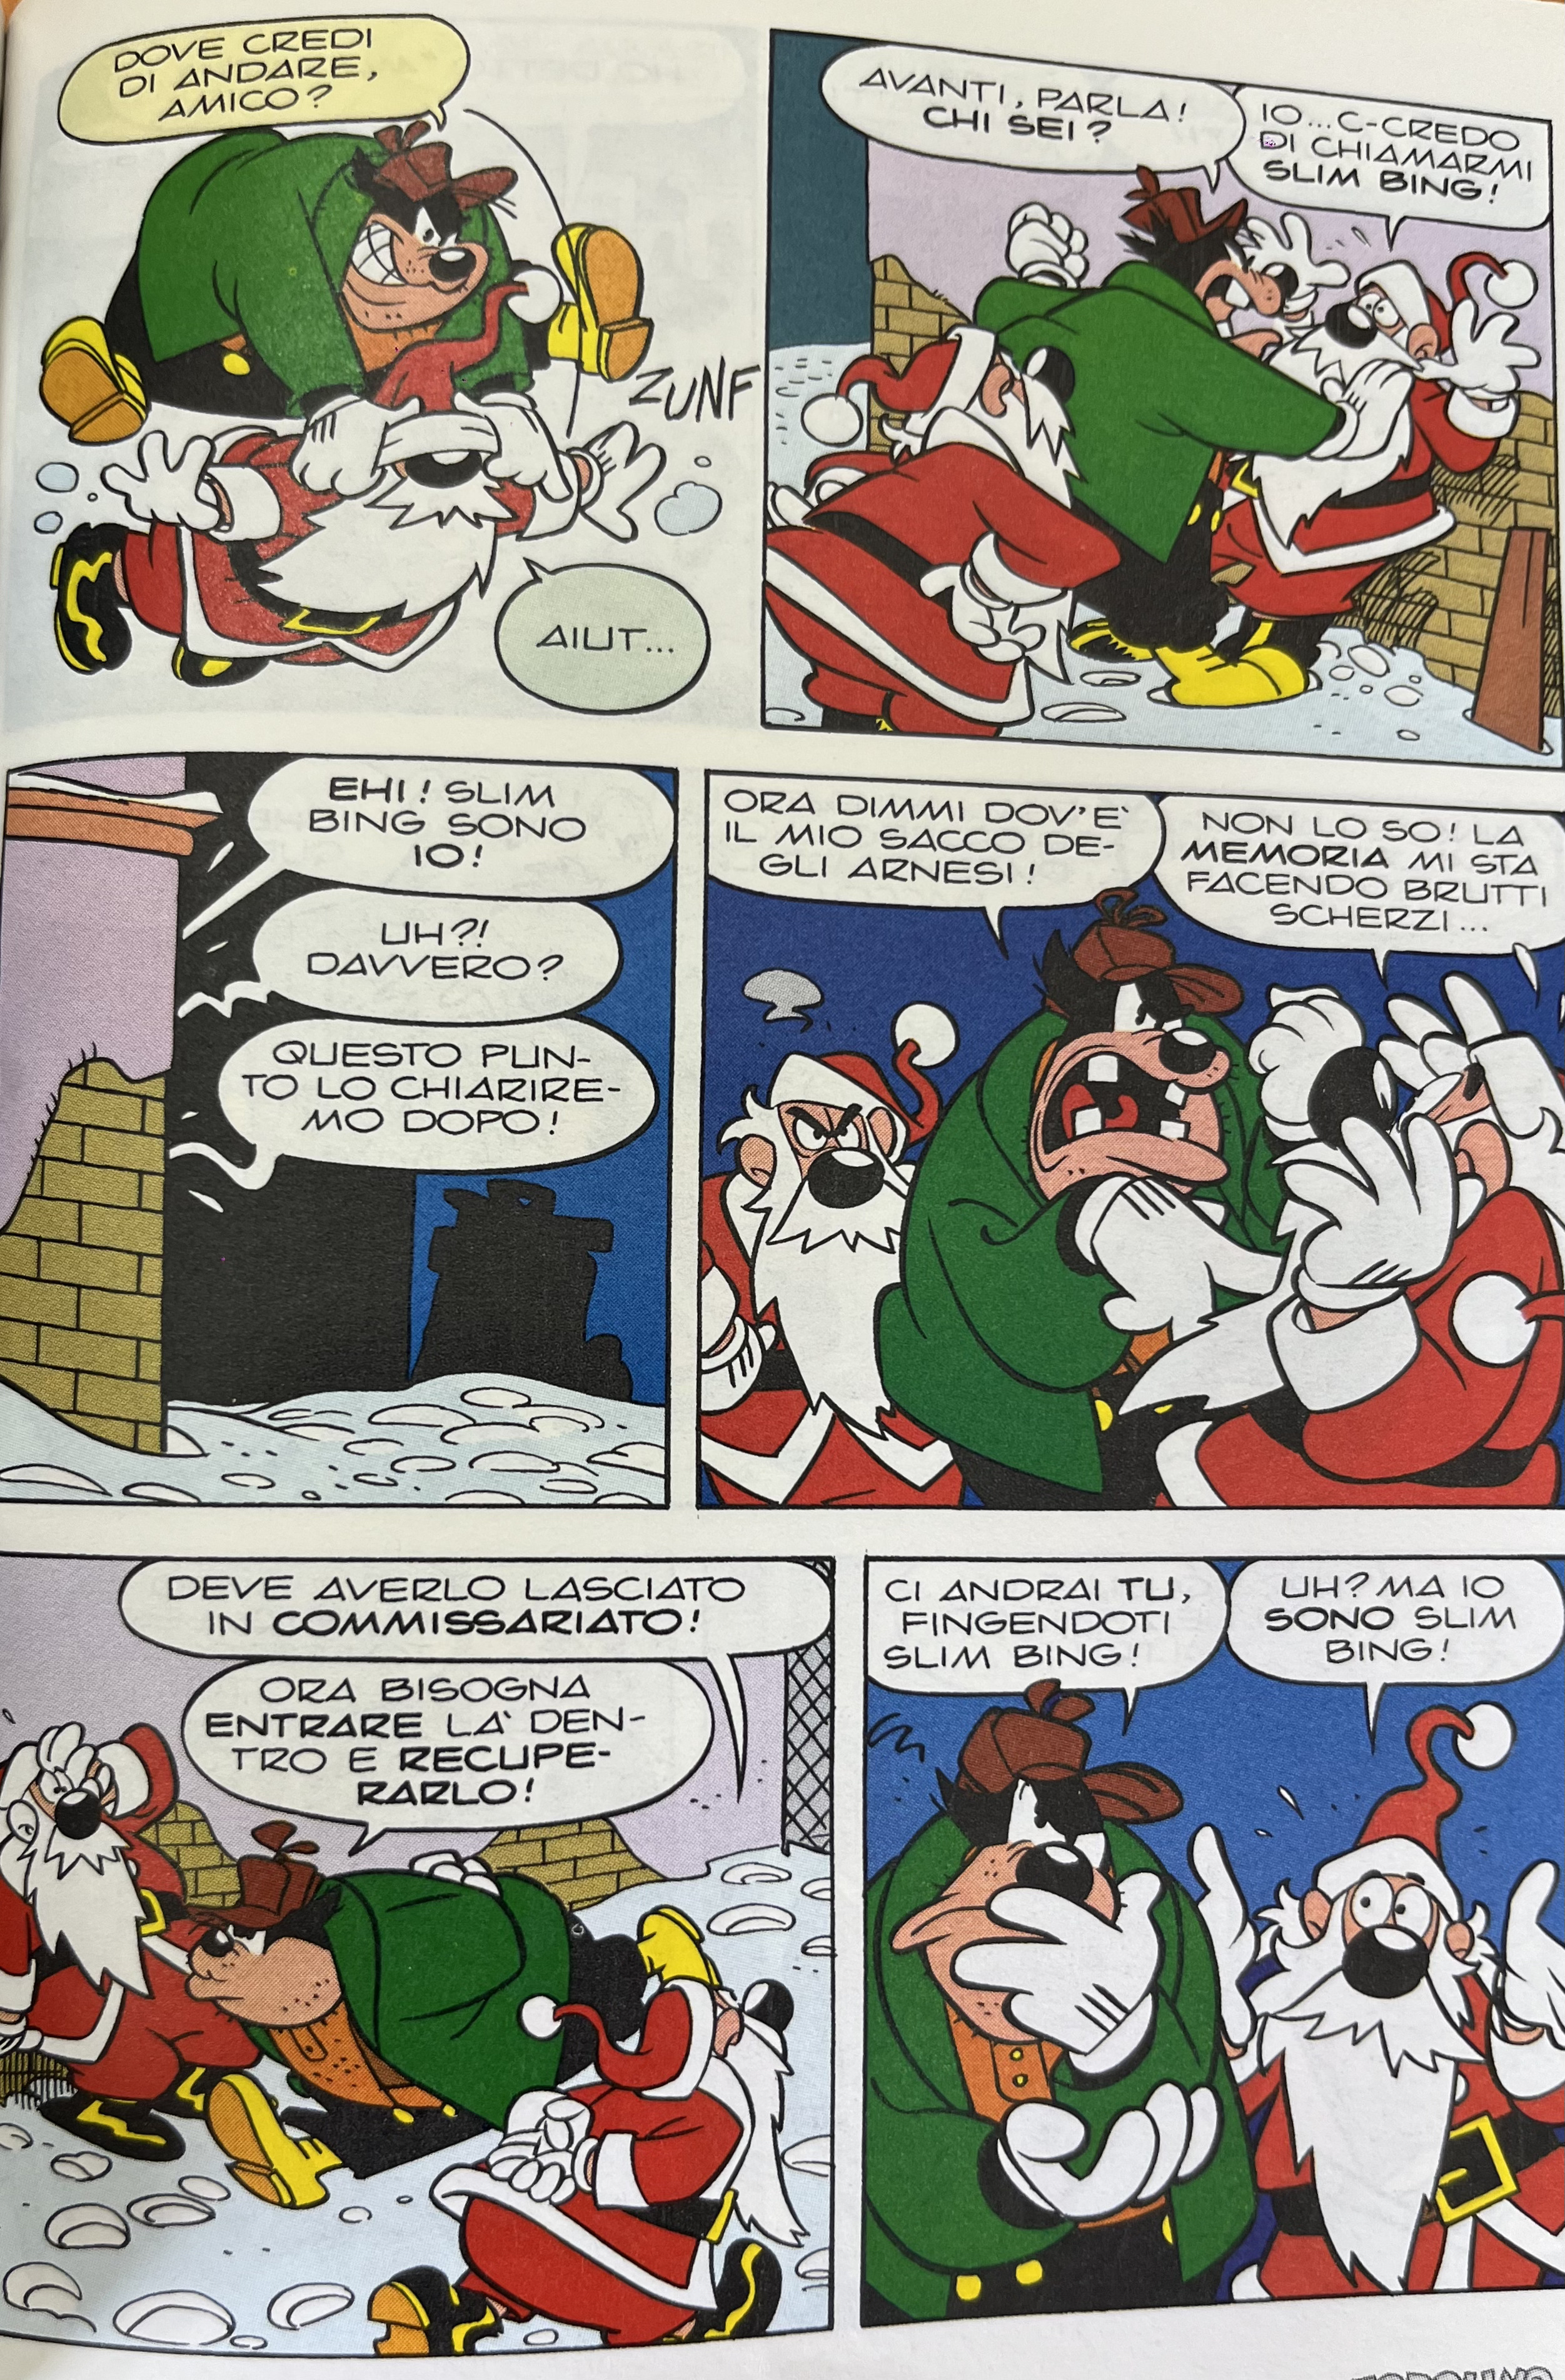 DOVE CREDI
DI ANDARE,
AMICO?
ZUNF
AIUT...
AVANTI, PARLA!
CHI SEI?
IO...C-CREDO
DI CHIAMARMI
SLIM BING!
EHI! SLIM
BING SONO
IO!
UH?!
DAVVERO?
QUESTO PUN-
TO LO CHIARIRE-
MO DOPO!
ORA DIMMI DOV'E'
IL MIO SACCO DE-
GLI ARNESI!
NON LO SO! LA
MEMORIA MI STA
FACENDO BRUTTI
SCHERZI...
DEVE AVERLO LASCIATO
IN COMMISSARIATO!
ORA BISOGNA
ENTRARE LA' DEN-
TRO E RECUPE-
RARLO!
CI ANDRAI TU,
FINGENDOTI
SLIM BING!
UH? MA IO
SONO SLIM
BING!